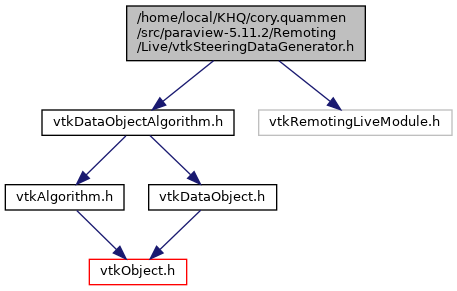 /home/local/KHQ/cory.quammen
/src/paraview-5.11.2/Remoting
/Live/vtkSteeringDataGenerator.h
vtkDataObjectAlgorithm.h
vtkRemotingLiveModule.h
vtkAlgorithm.h
vtkDataObject.h
vtkObject.h